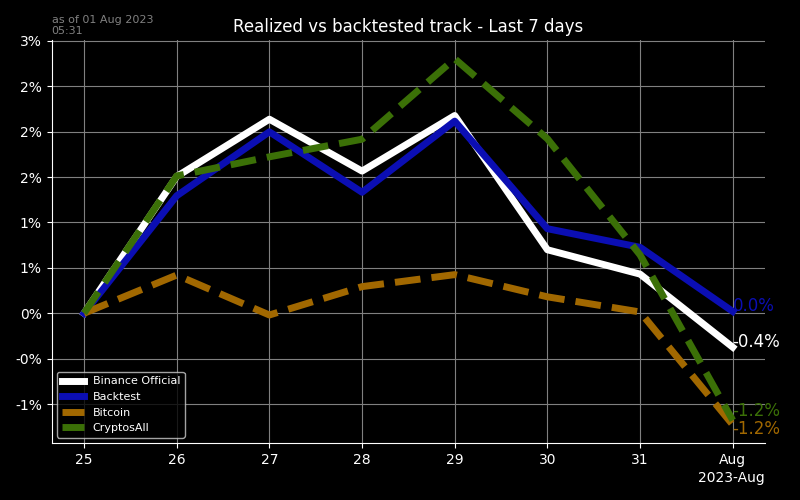 as of 01 Aug 2023
05:31
Realized vs backtested track - Last 7 days
3%
2%
2%
2%
1%
1%
0%
-0%
-1%
0.0%
-0.4%
-1.2%
-1.2%
Binance Official
Backtest
Bitcoin
CryptosAll
25 26 27 28 29 30 31 Aug
2023-Aug